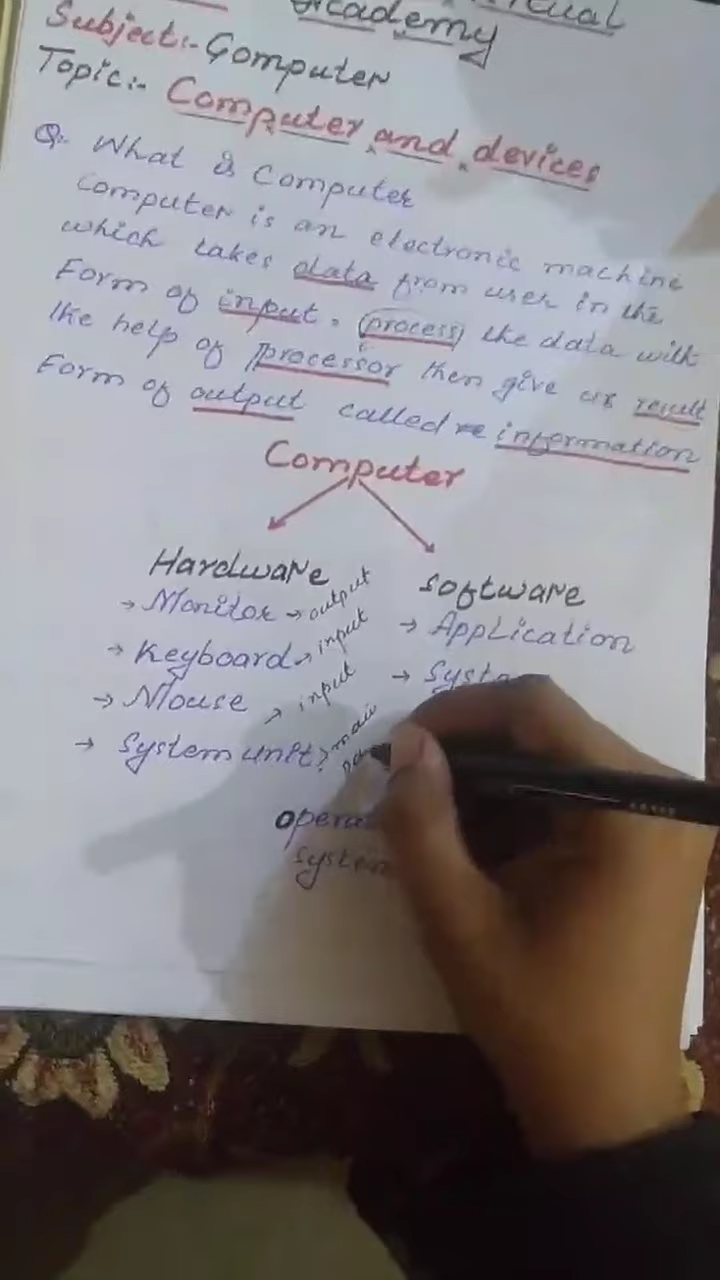 Academy
Subject:- Computer
Topic:- Computer and devices
Q. What is Computer
Computer is an electronic machine
which takes data from user in the
Form of input. process the data with
the help of processor then give us result
Form of output called information
Computer
Hardware
Software
→ Monitor → output
→ Application
→ Keyboard → input
→ Mouse → input
→ System unit → main
System